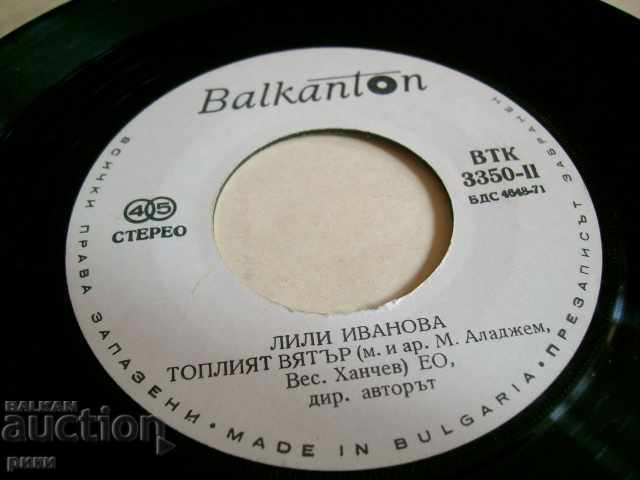 Balkanton
ВТК
3350-II
БДС 4648-71
45
СТЕРЕО
ЛИЛИ ИВАНОВА
ТОПЛИЯТ ВЯТЪР (м. и ар. М. Аладжем,
Вес. Ханчев) ЕО,
дир. авторът
ВСИЧКИ ПРАВА ЗАПАЗЕНИ • MADE IN BULGARIA • ПРЕЗАПИСЪТ ЗАБРАНЕН
BALKAN
auction
рики